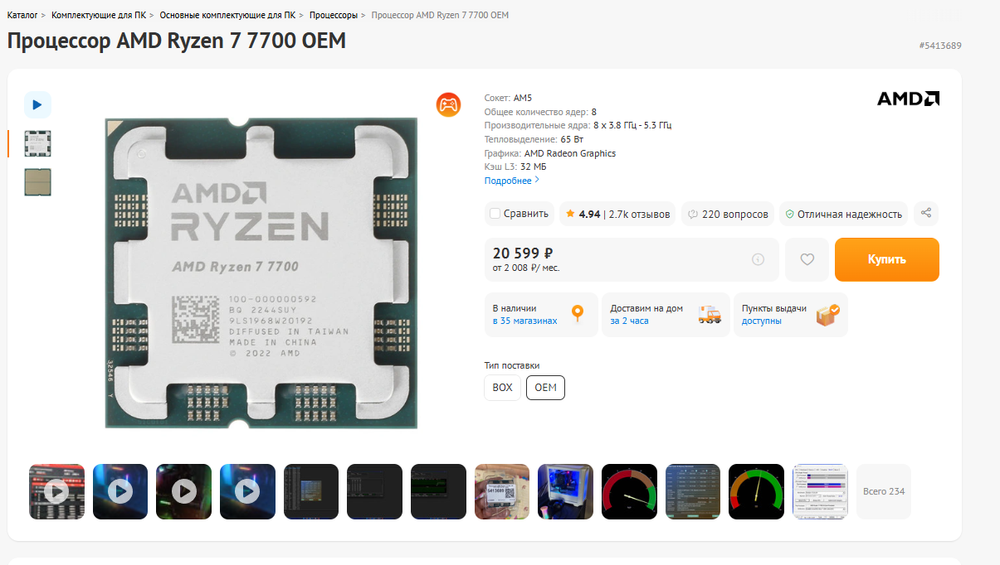 Каталог > Комплектующие для ПК > Основные комплектующие для ПК > Процессоры > Процессор AMD Ryzen 7 7700 OEM
Процессор AMD Ryzen 7 7700 OEM
#5413689
AMD
RYZEN
AMD Ryzen 7 7700
100-000000592
BQ 2244SUY
9LS1968W20192
DIFFUSED IN TAIWAN
MADE IN CHINA
© 2022 AMD
32546 Y
AMD
Сокет: AM5
Общее количество ядер: 8
Производительные ядра: 8 x 3.8 ГГц - 5.3 ГГц
Тепловыделение: 65 Вт
Графика: AMD Radeon Graphics
Кэш L3: 32 МБ
Подробнее
Сравнить
4.94 | 2.7k отзывов
220 вопросов
Отличная надежность
20 599 ₽
от 2 008 ₽/ мес.
Купить
В наличии
в 35 магазинах
Доставим на дом
за 2 часа
Пункты выдачи
доступны
Тип поставки
BOX
OEM
5413689
Всего 234